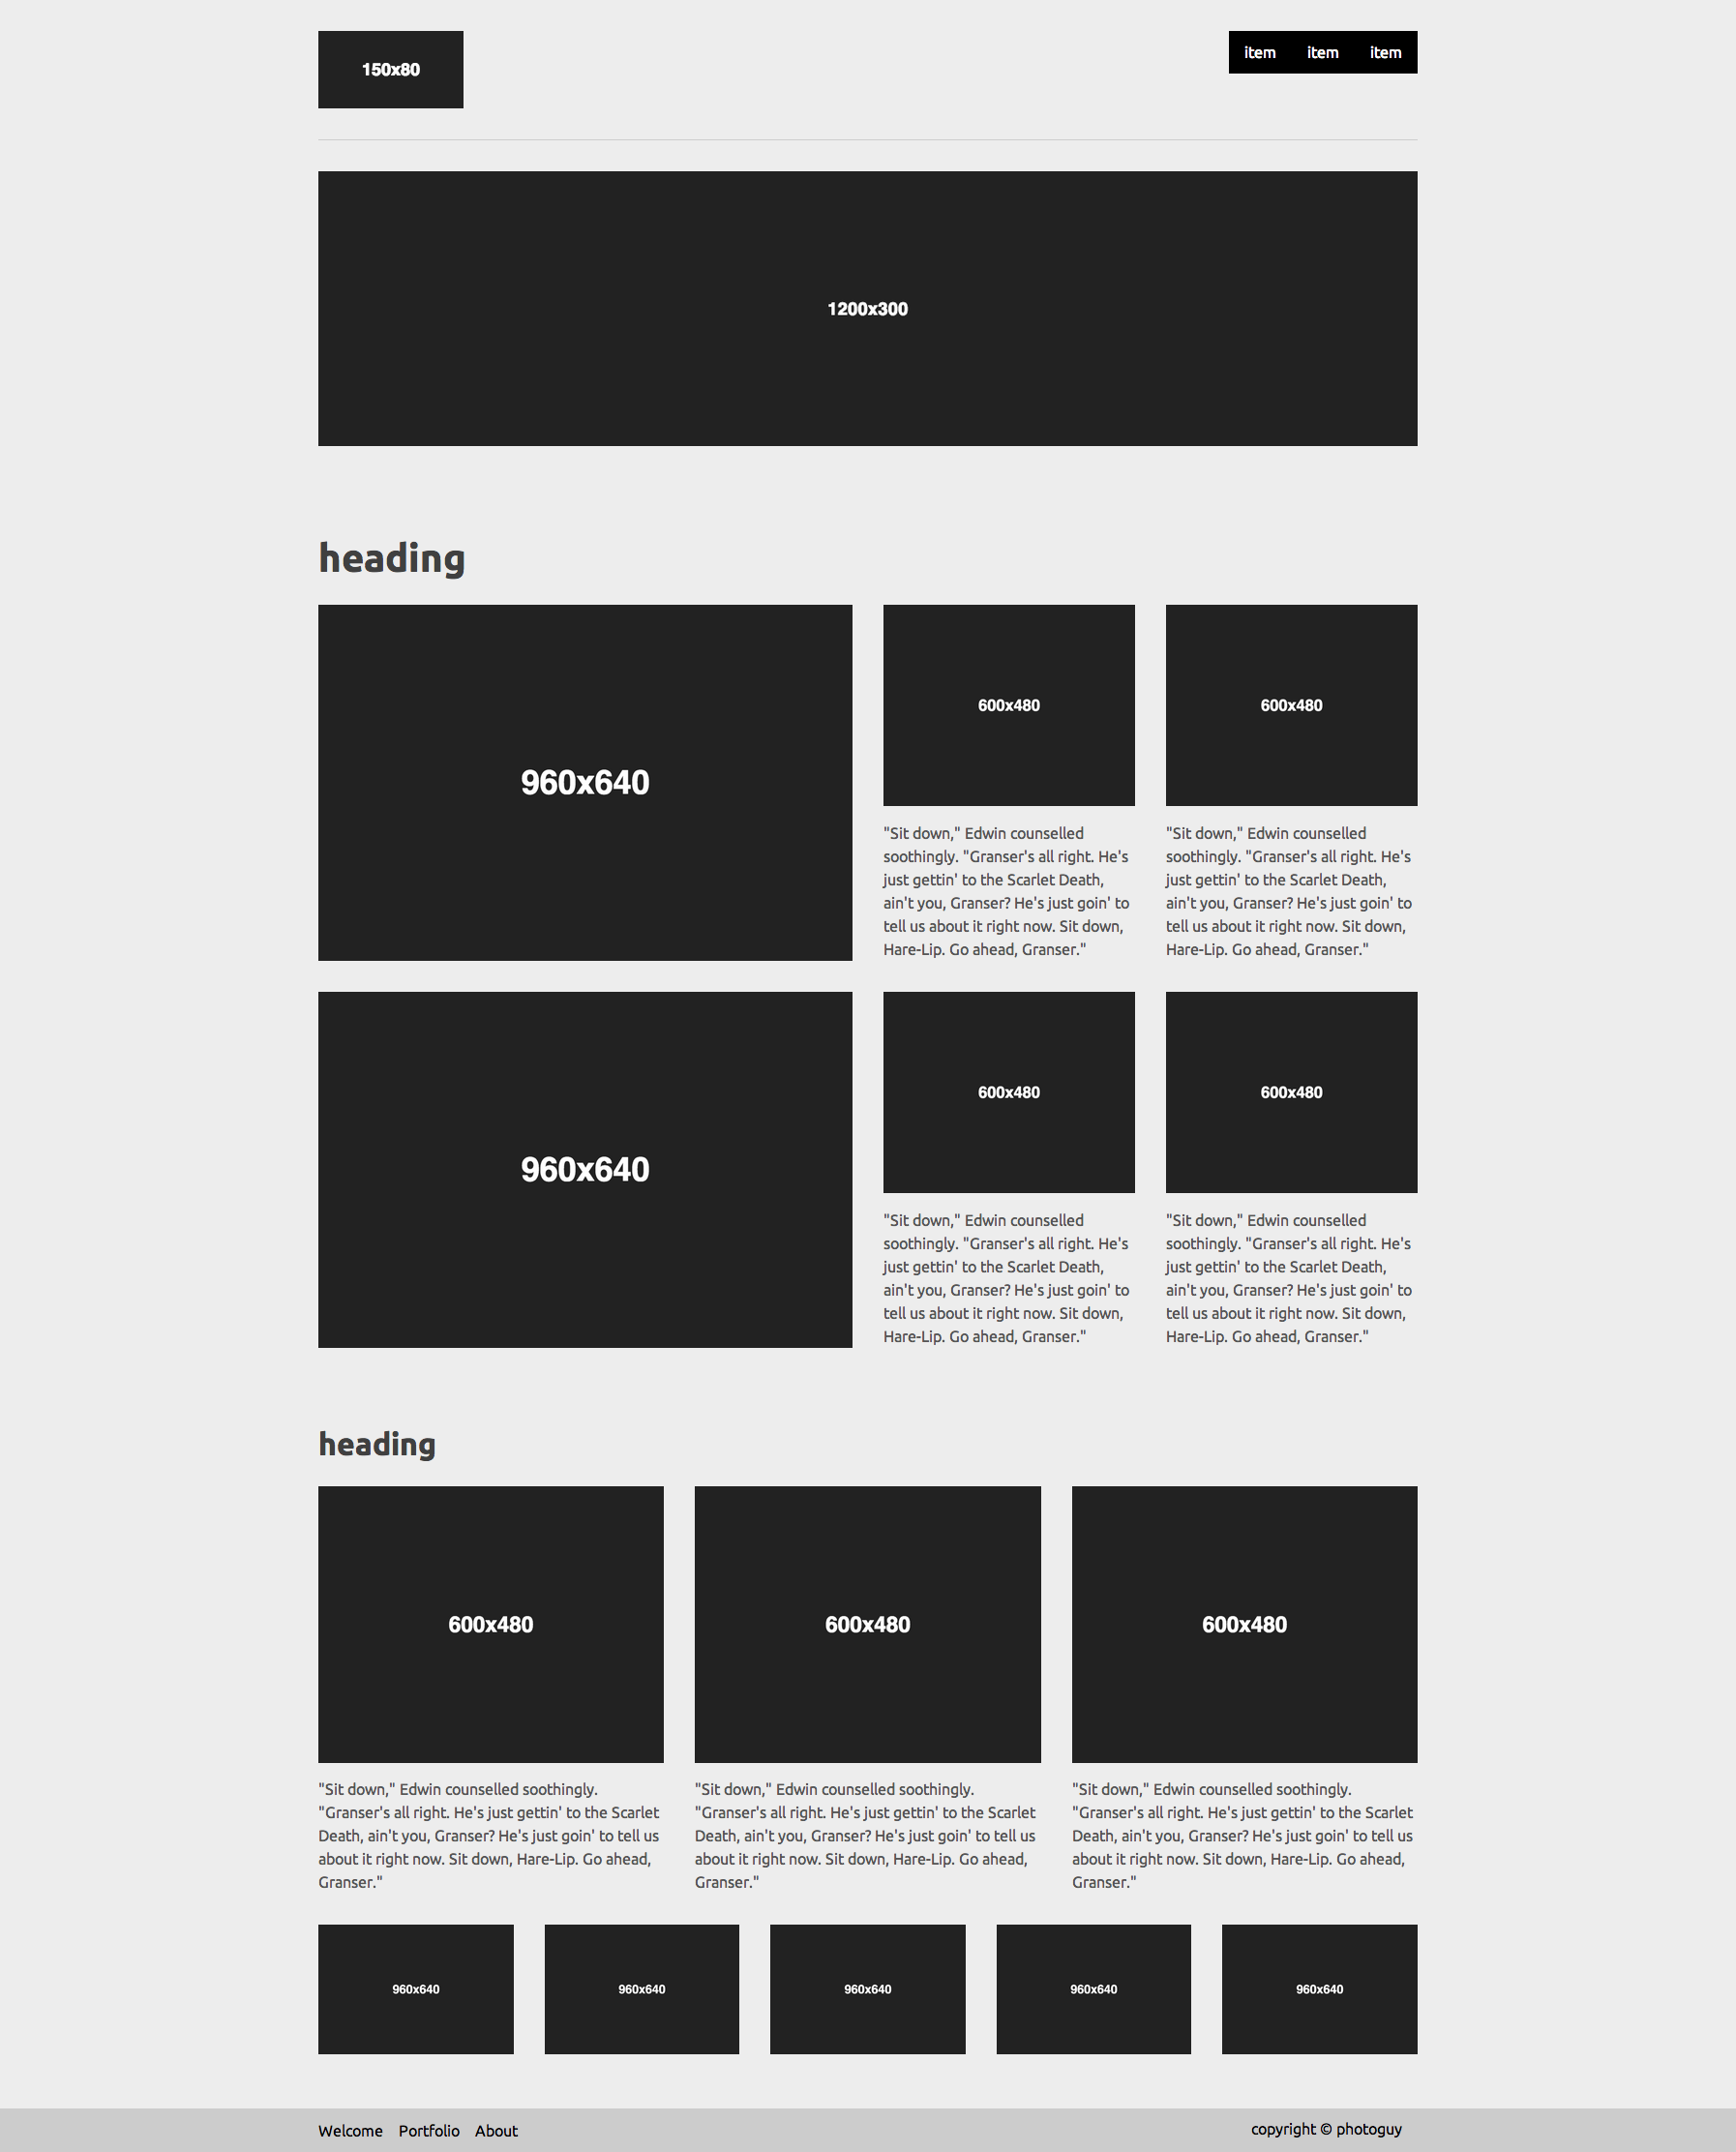 150x80
item item item
1200x300
heading
960x640
600x480
"Sit down," Edwin counselled
soothingly. "Granser's all right. He's
just gettin' to the Scarlet Death,
ain't you, Granser? He's just goin' to
tell us about it right now. Sit down,
Hare-Lip. Go ahead, Granser."
600x480
"Sit down," Edwin counselled
soothingly. "Granser's all right. He's
just gettin' to the Scarlet Death,
ain't you, Granser? He's just goin' to
tell us about it right now. Sit down,
Hare-Lip. Go ahead, Granser."
960x640
600x480
"Sit down," Edwin counselled
soothingly. "Granser's all right. He's
just gettin' to the Scarlet Death,
ain't you, Granser? He's just goin' to
tell us about it right now. Sit down,
Hare-Lip. Go ahead, Granser."
600x480
"Sit down," Edwin counselled
soothingly. "Granser's all right. He's
just gettin' to the Scarlet Death,
ain't you, Granser? He's just goin' to
tell us about it right now. Sit down,
Hare-Lip. Go ahead, Granser."
heading
600x480
"Sit down," Edwin counselled soothingly.
"Granser's all right. He's just gettin' to the Scarlet
Death, ain't you, Granser? He's just goin' to tell us
about it right now. Sit down, Hare-Lip. Go ahead,
Granser."
600x480
"Sit down," Edwin counselled soothingly.
"Granser's all right. He's just gettin' to the Scarlet
Death, ain't you, Granser? He's just goin' to tell us
about it right now. Sit down, Hare-Lip. Go ahead,
Granser."
600x480
"Sit down," Edwin counselled soothingly.
"Granser's all right. He's just gettin' to the Scarlet
Death, ain't you, Granser? He's just goin' to tell us
about it right now. Sit down, Hare-Lip. Go ahead,
Granser."
960x640
960x640
960x640
960x640
960x640
Welcome Portfolio About
copyright © photoguy